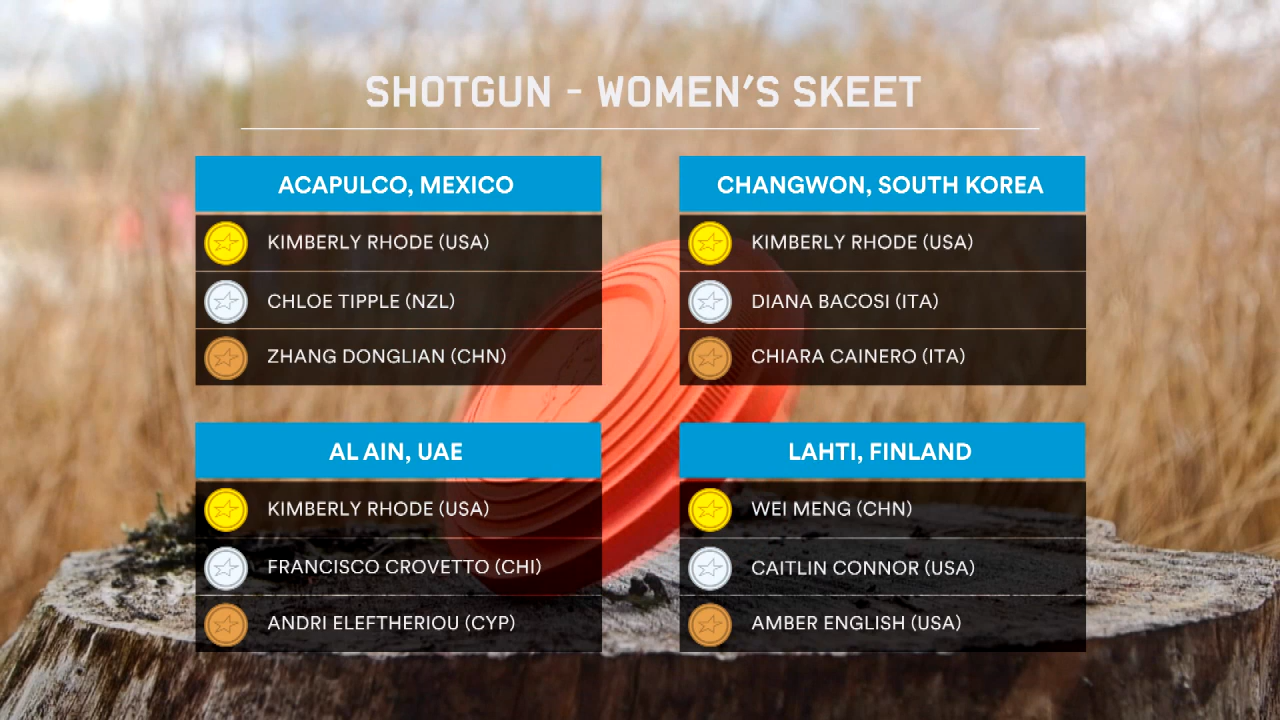 SHOTGUN - WOMEN'S SKEET
ACAPULCO, MEXICO
KIMBERLY RHODE (USA)
CHLOE TIPPLE (NZL)
ZHANG DONGLIAN (CHN)
CHANGWON, SOUTH KOREA
KIMBERLY RHODE (USA)
DIANA BACOSI (ITA)
CHIARA CAINERO (ITA)
AL AIN, UAE
KIMBERLY RHODE (USA)
FRANCISCO CROVETTO (CHI)
ANDRI ELEFTHERIOU (CYP)
LAHTI, FINLAND
WEI MENG (CHN)
CAITLIN CONNOR (USA)
AMBER ENGLISH (USA)